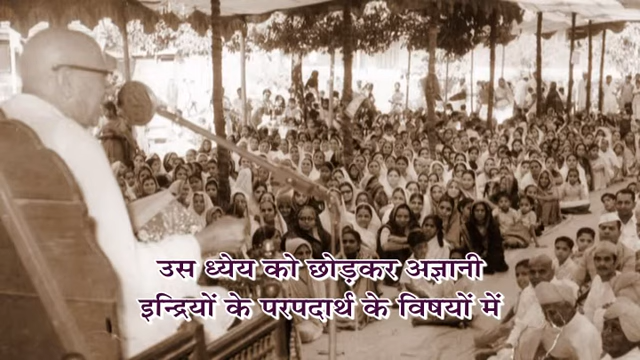 उस ध्येय को छोड़कर अज्ञानी
इन्द्रियों के परपदार्थ के विषयों में